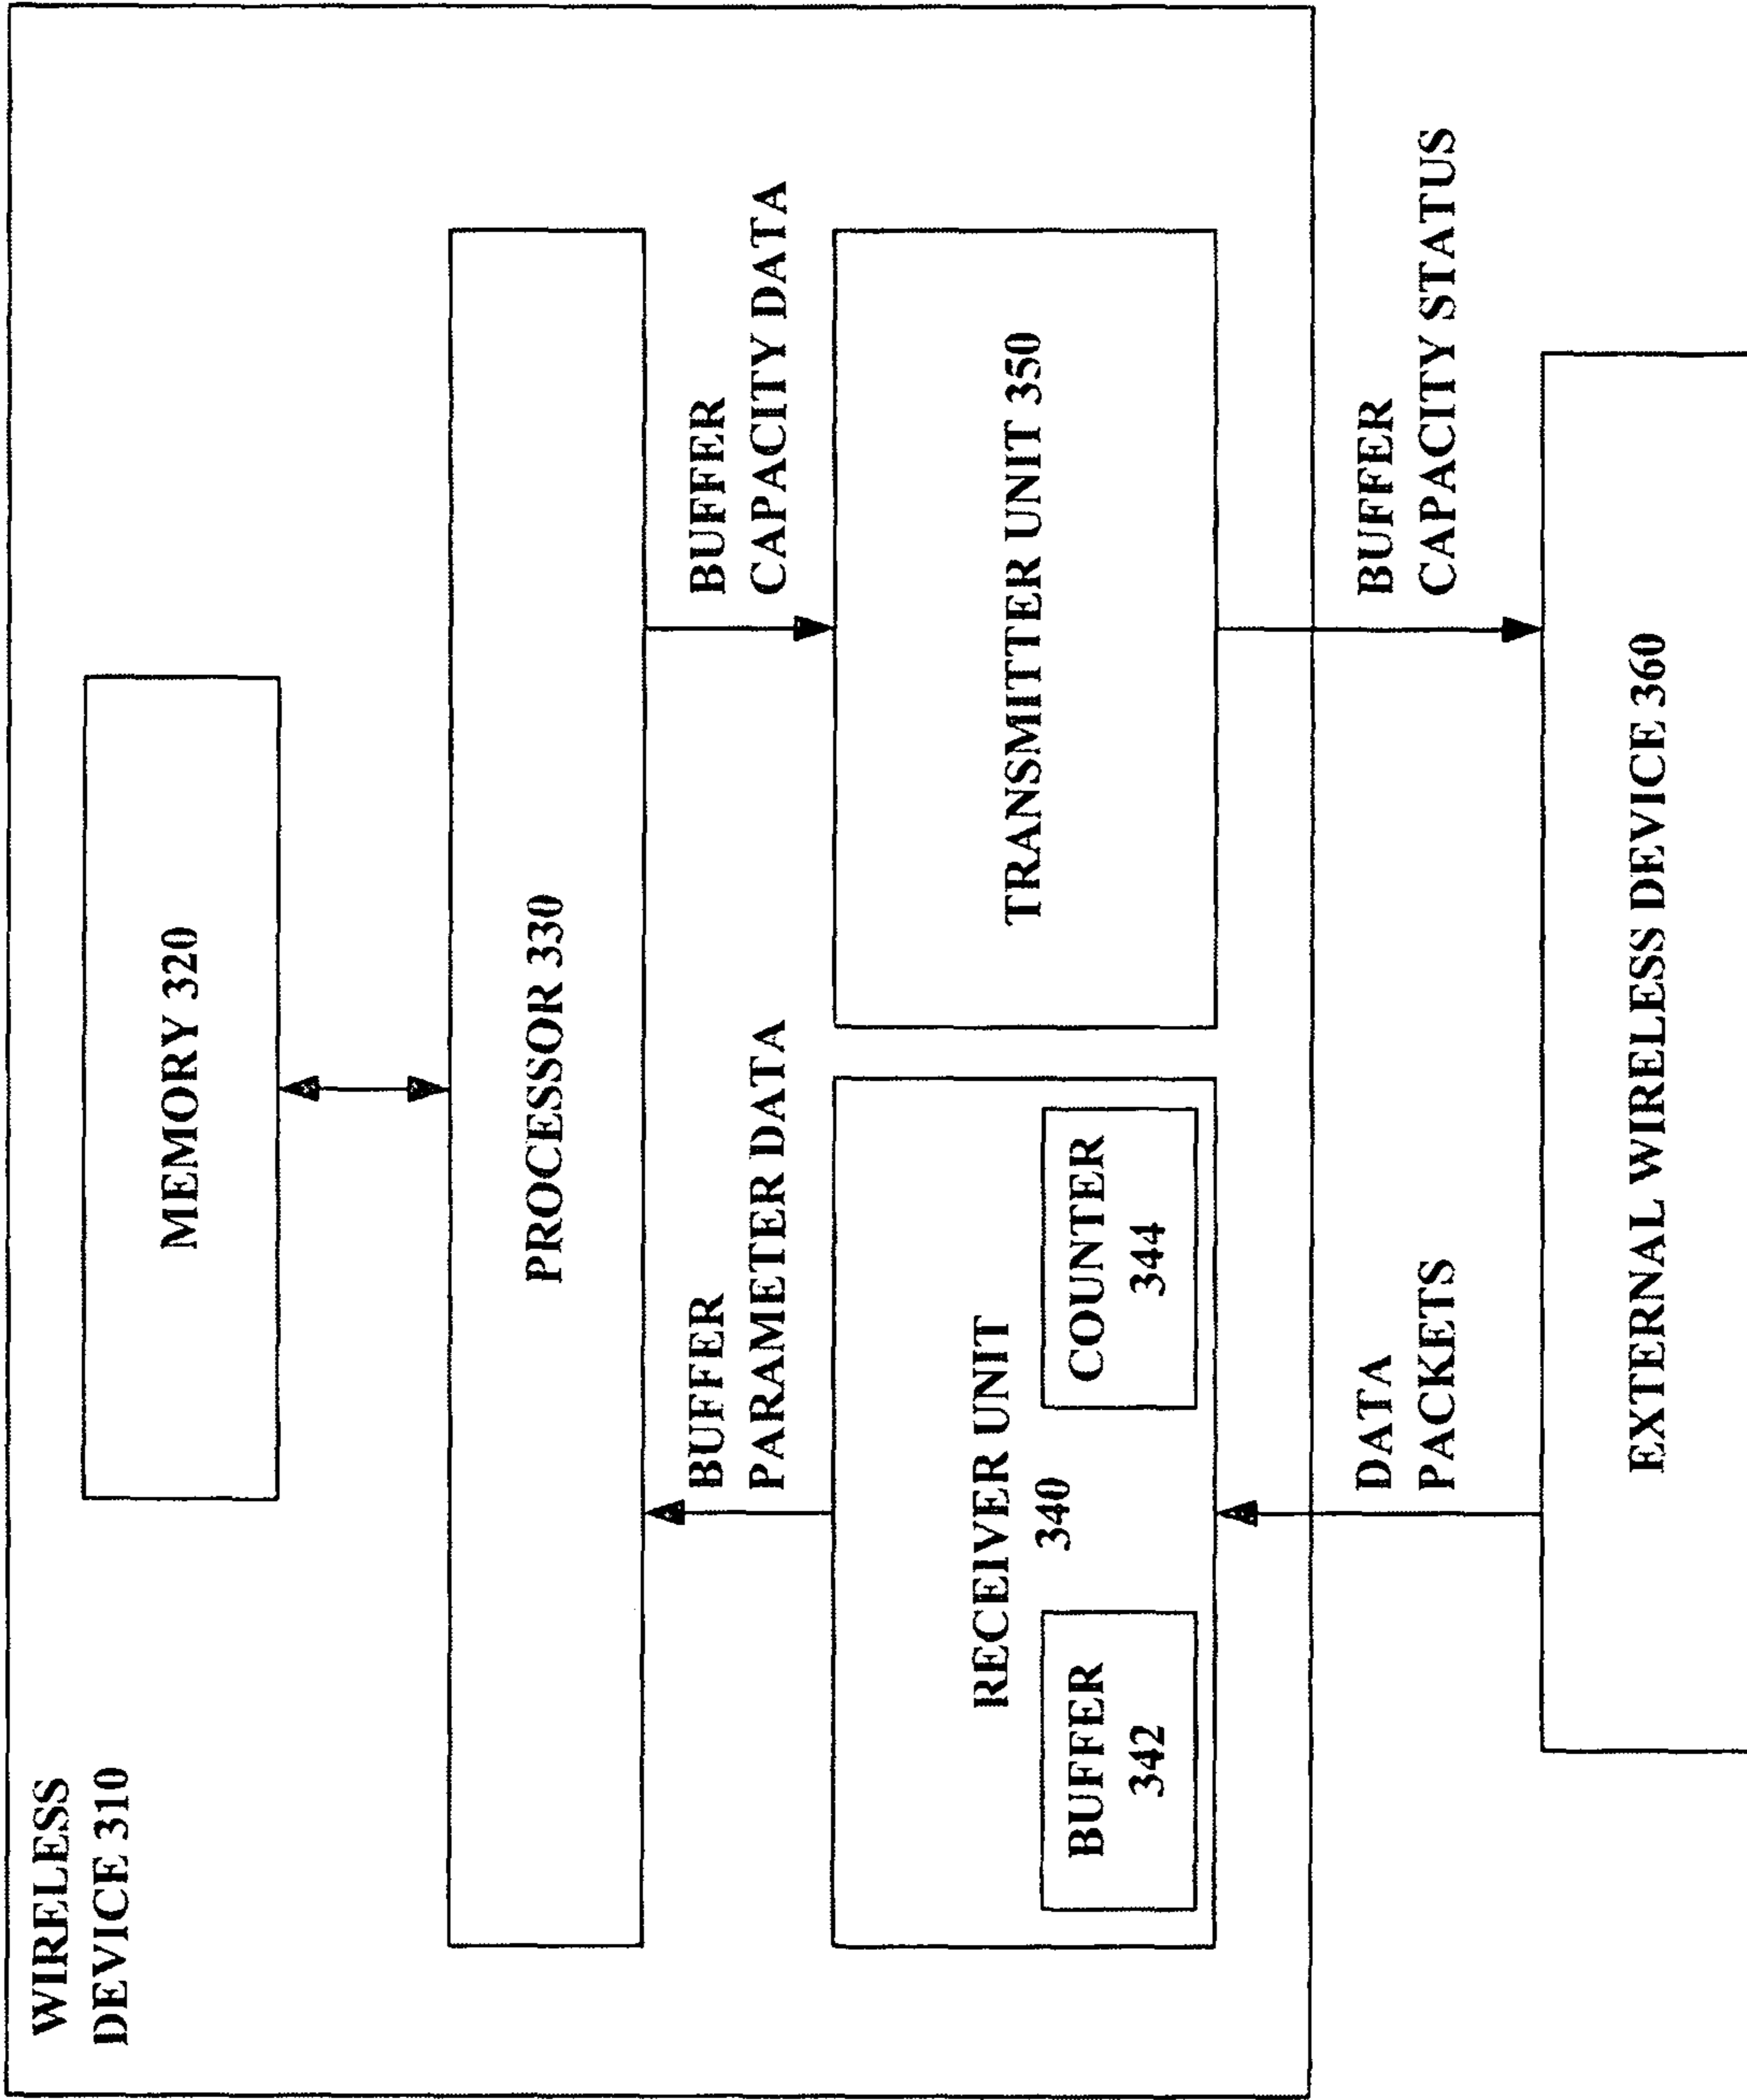 WIRELESS
DEVICE 310
MEMORY 320
PROCESSOR 330
BUFFER
PARAMETER DATA
BUFFER
CAPACITY DATA
RECEIVER UNIT
340
BUFFER
342
COUNTER
344
TRANSMITTER UNIT 350
DATA
PACKETS
BUFFER
CAPACITY STATUS
EXTERNAL WIRELESS DEVICE 360